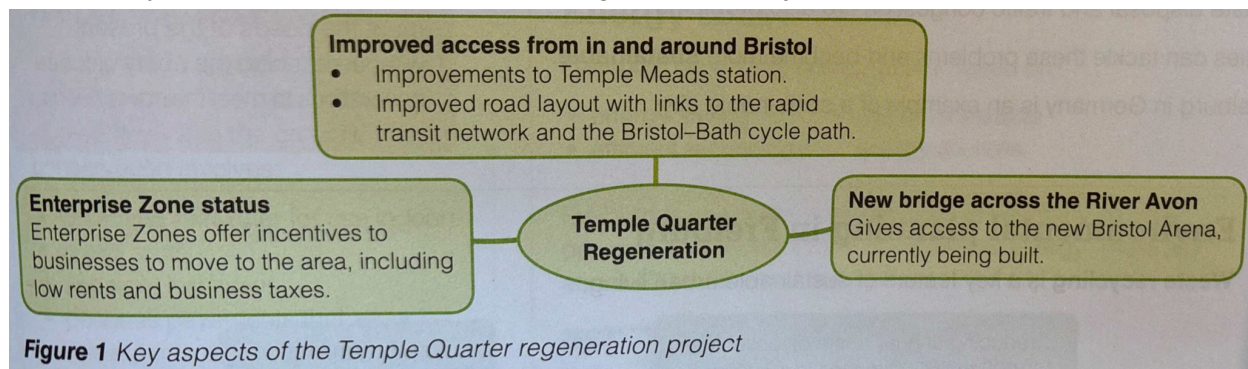 Improved access from in and around Bristol
• Improvements to Temple Meads station.
• Improved road layout with links to the rapid
transit network and the Bristol–Bath cycle path.
Enterprise Zone status
Enterprise Zones offer incentives to
businesses to move to the area, including
low rents and business taxes.
Temple Quarter
Regeneration
New bridge across the River Avon
Gives access to the new Bristol Arena,
currently being built.
Figure 1 Key aspects of the Temple Quarter regeneration project